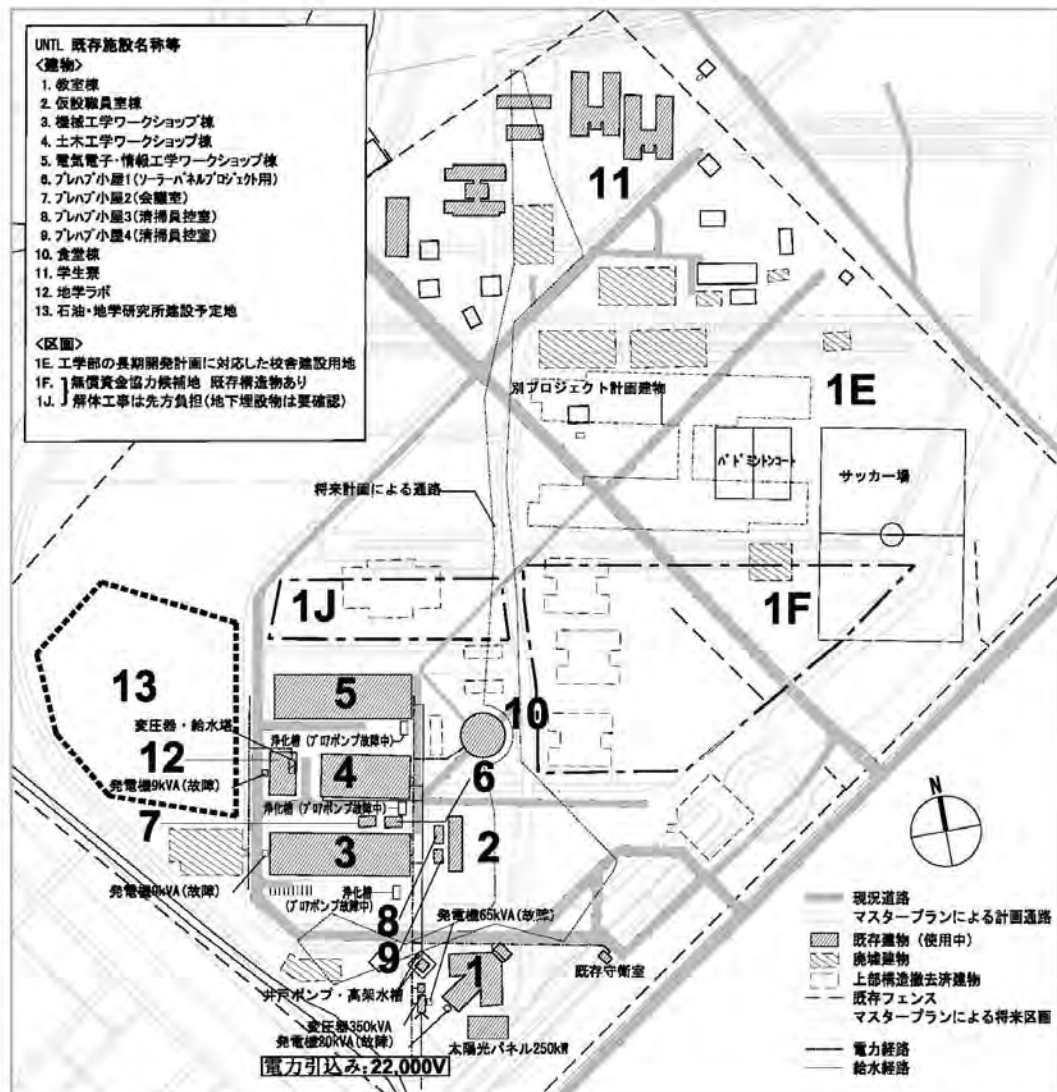 UNTL 既存施設名称等
<建物>
1. 教室棟
2. 仮設職員室棟
3. 機械工学ワークショップ棟
4. 土木工学ワークショップ棟
5. 電気電子・情報工学ワークショップ棟
6. プレハブ小屋1(ソーラーパネルプロジェクト用)
7. プレハブ小屋2(会議室)
8. プレハブ小屋3(清掃員控室)
9. プレハブ小屋4(清掃員控室)
10. 食堂棟
11. 学生寮
12. 地学ラボ
13. 石油・地学研究所建設予定地
<区画>
1E. 工学部の長期開発計画に対応した校舎建設用地
1F. 無償資金協力候補地 既存構造物あり
1J. 解体工事は先方負担(地下埋設物は要確認)
11
別プロジェクト計画建物
1E
バドミントンコート
サッカー場
将来計画による通路
1J
1F
13
5
10
変圧器・給水塔
浄化槽(ブロアポンプ故障中)
12
4
発電機9kVA(故障)
6
浄化槽(ブロアポンプ故障中)
7
3
2
発電機9kVA(故障)
浄化槽
(ブロアポンプ故障中)
8
発電機65kVA(故障)
9
1
既存守衛室
井戸ポンプ・高架水槽
変圧器350kVA
発電機80kVA(故障)
太陽光パネル250kW
電力引込み:22,000V
N
現況道路
マスタープランによる計画通路
既存建物(使用中)
廃墟建物
上部構造撤去済建物
既存フェンス
マスタープランによる将来区画
電力経路
給水経路